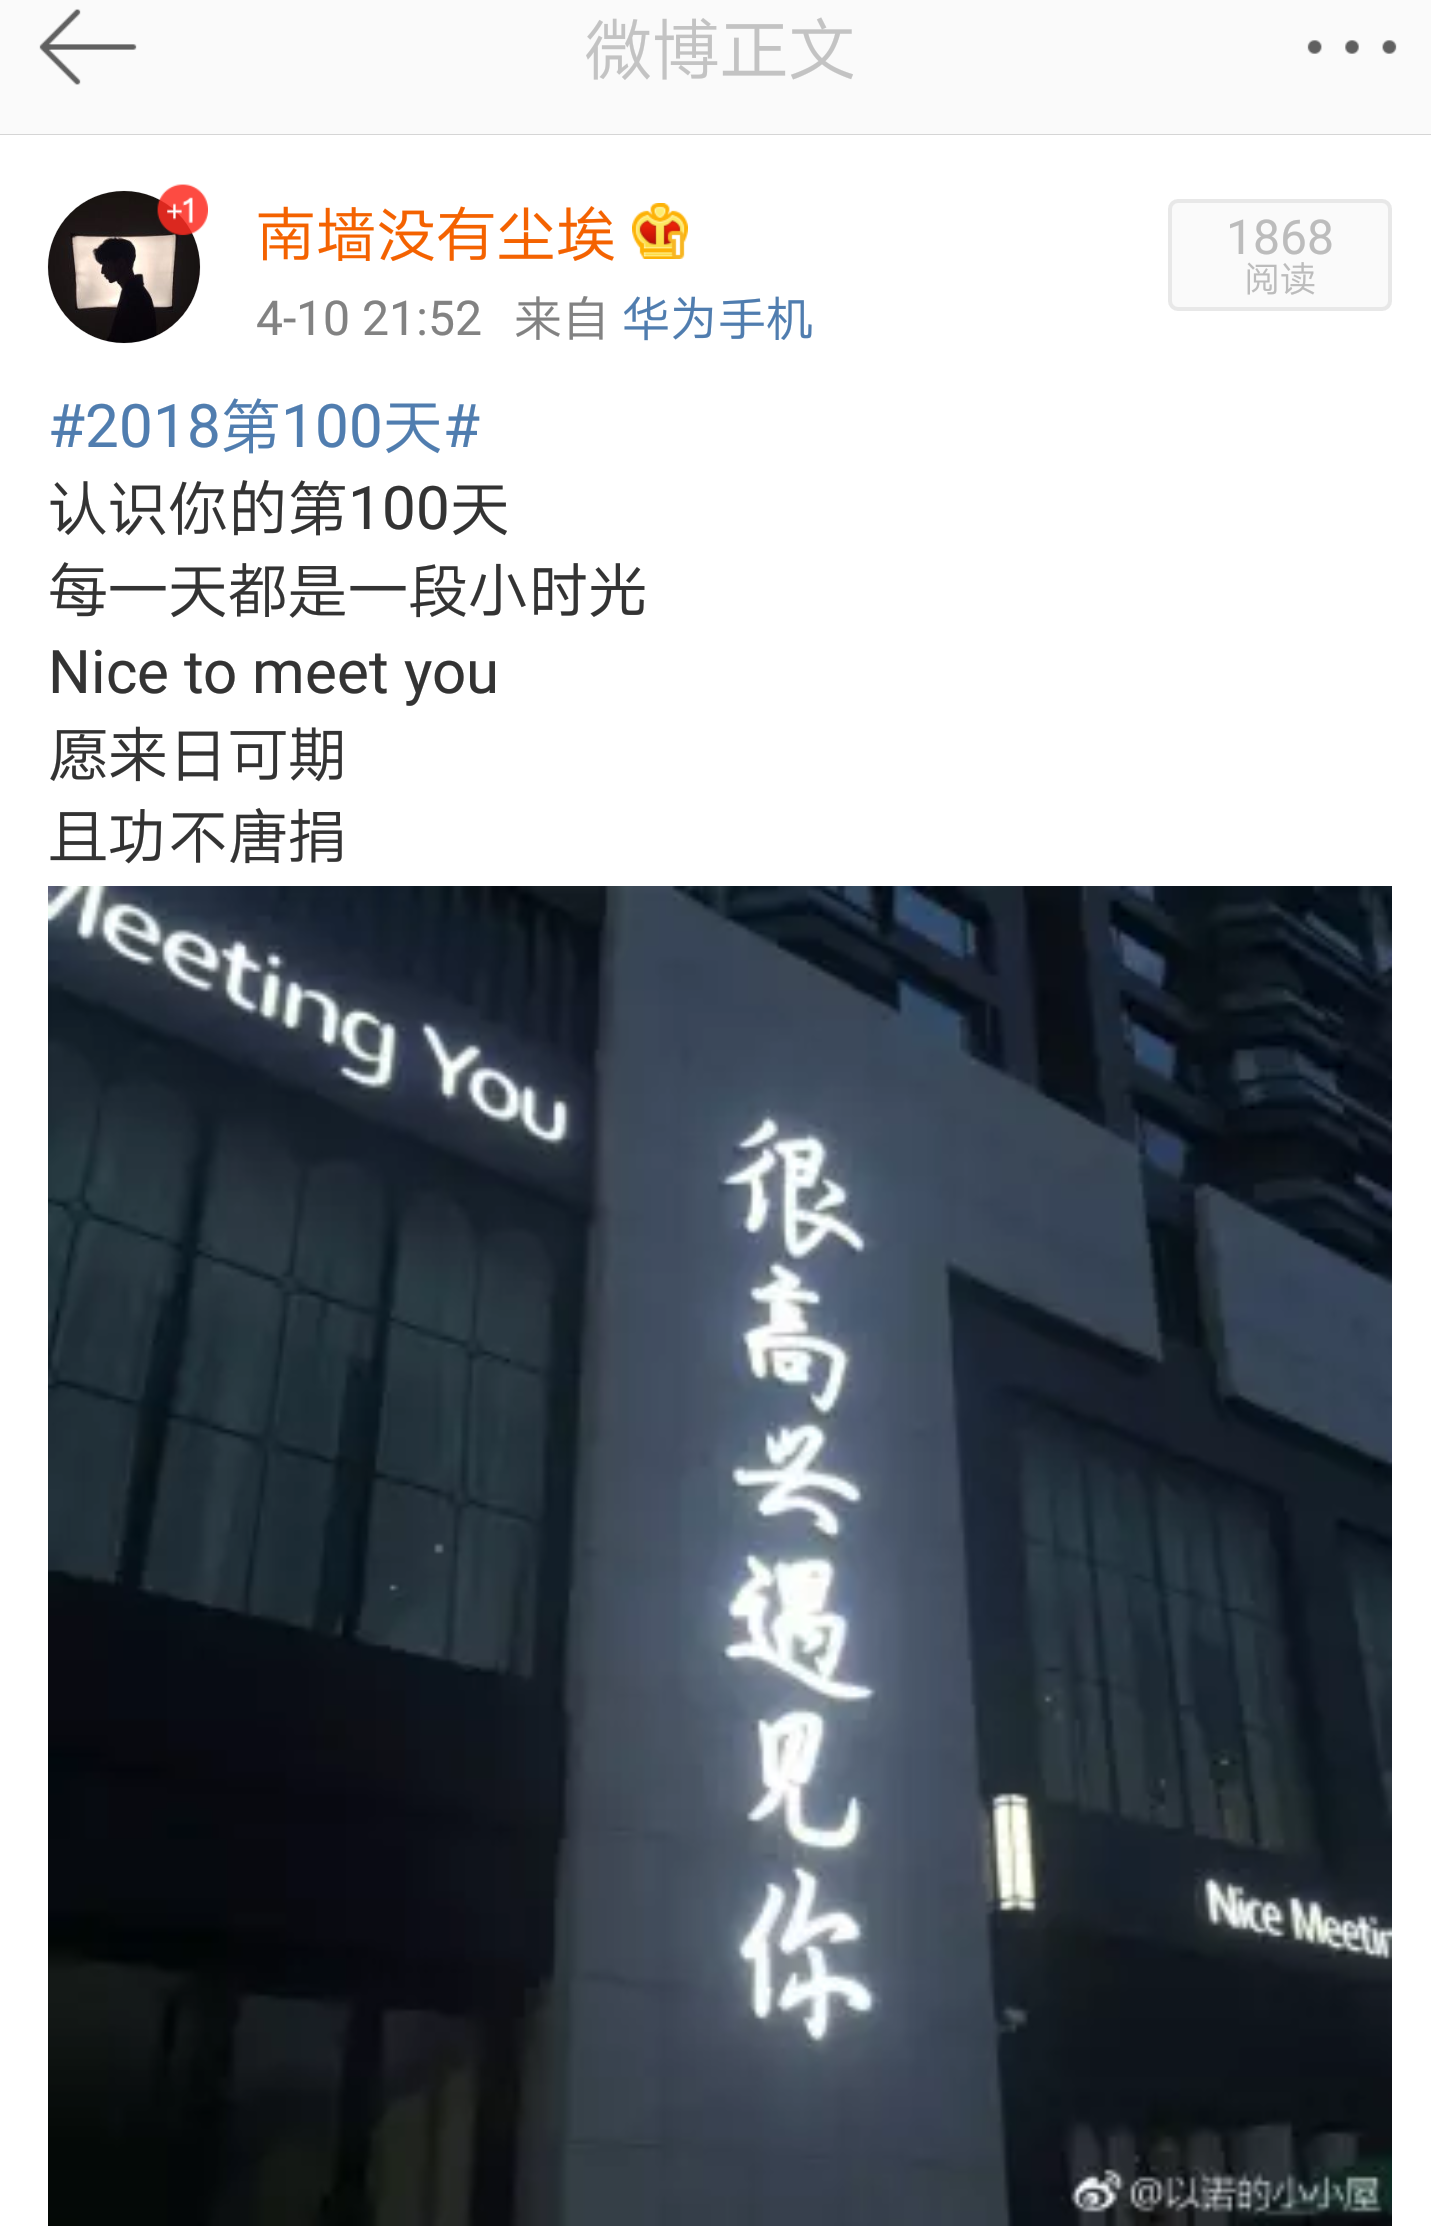 微博正文
+1
南墙没有尘埃
1868
阅读
4-10 21:52 来自 华为手机
#2018第100天#
认识你的第100天
每一天都是一段小时光
Nice to meet you
愿来日可期
且功不唐捐
Meeting You
很高兴遇见你
Nice Meetin
@以诺的小小屋